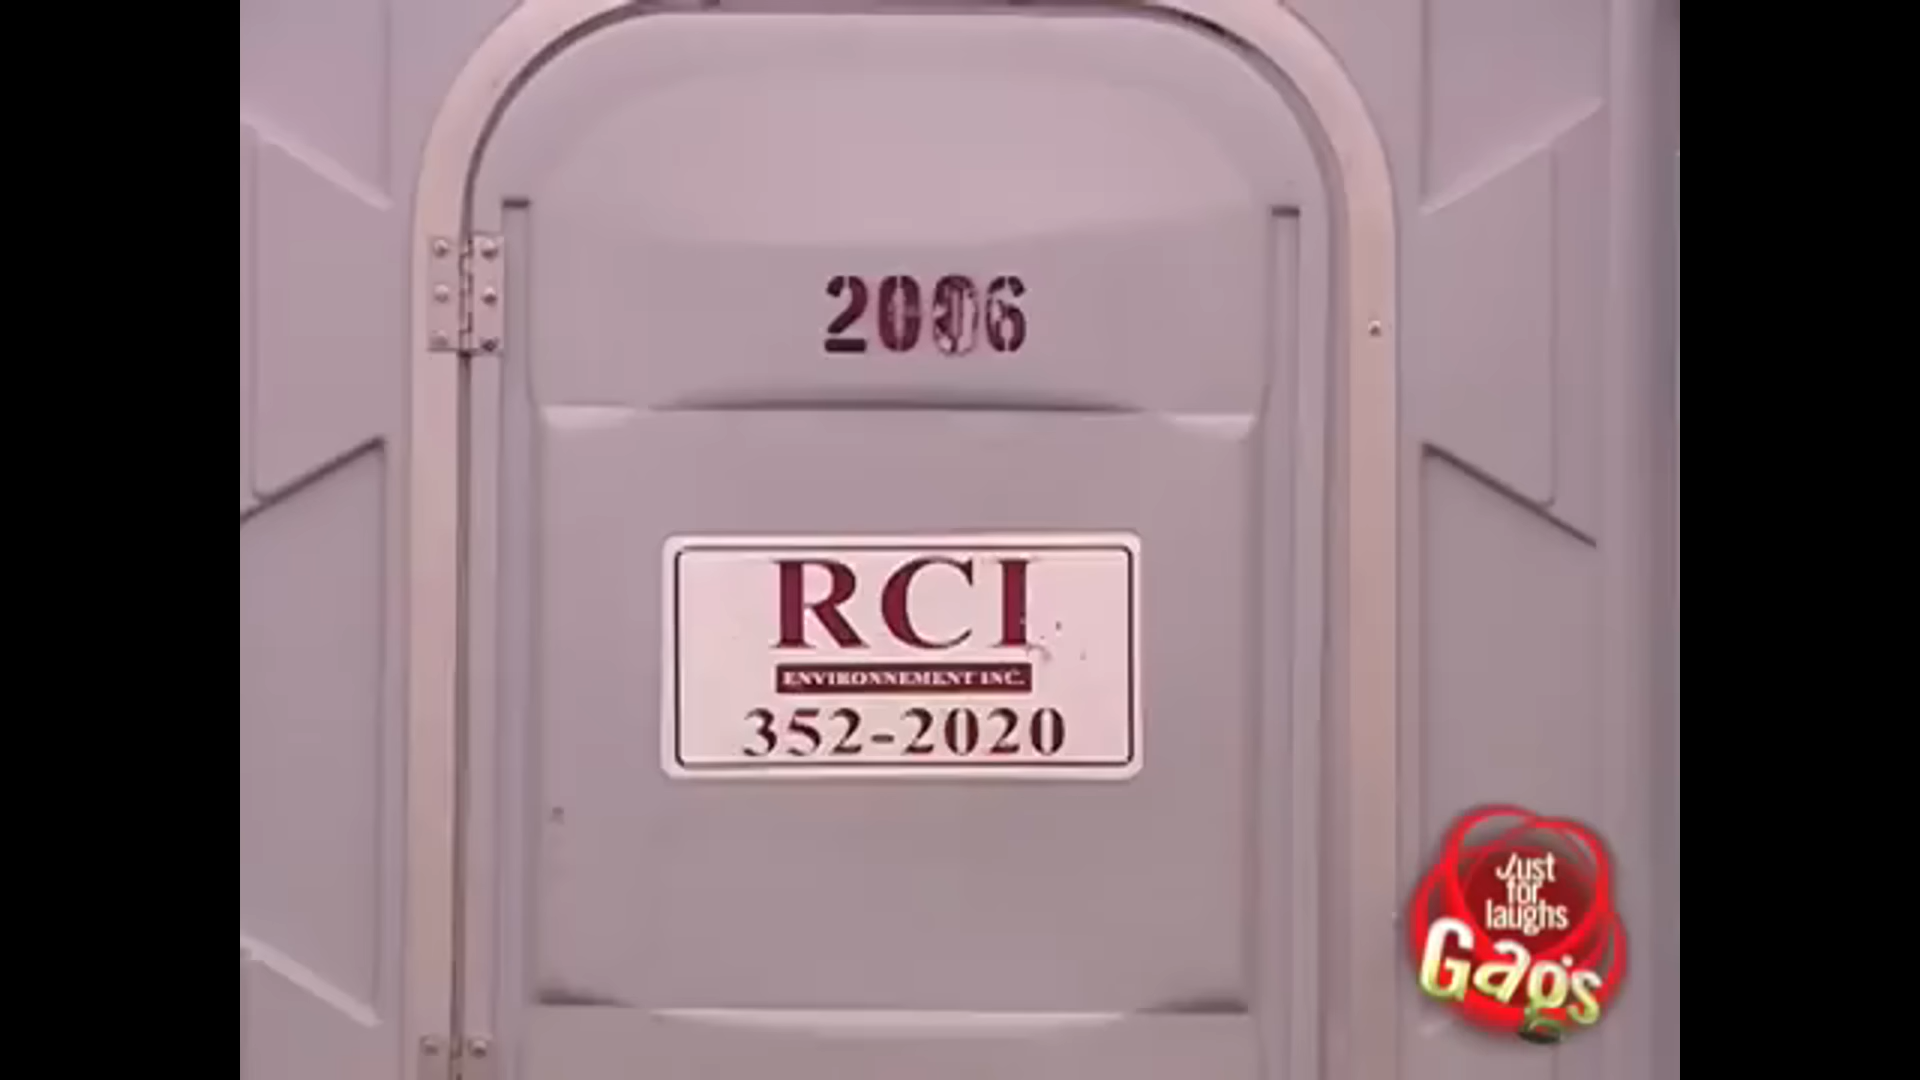 2006
RCI
ENVIRONNEMENT INC.
352-2020
Just
for
laughs
Gags